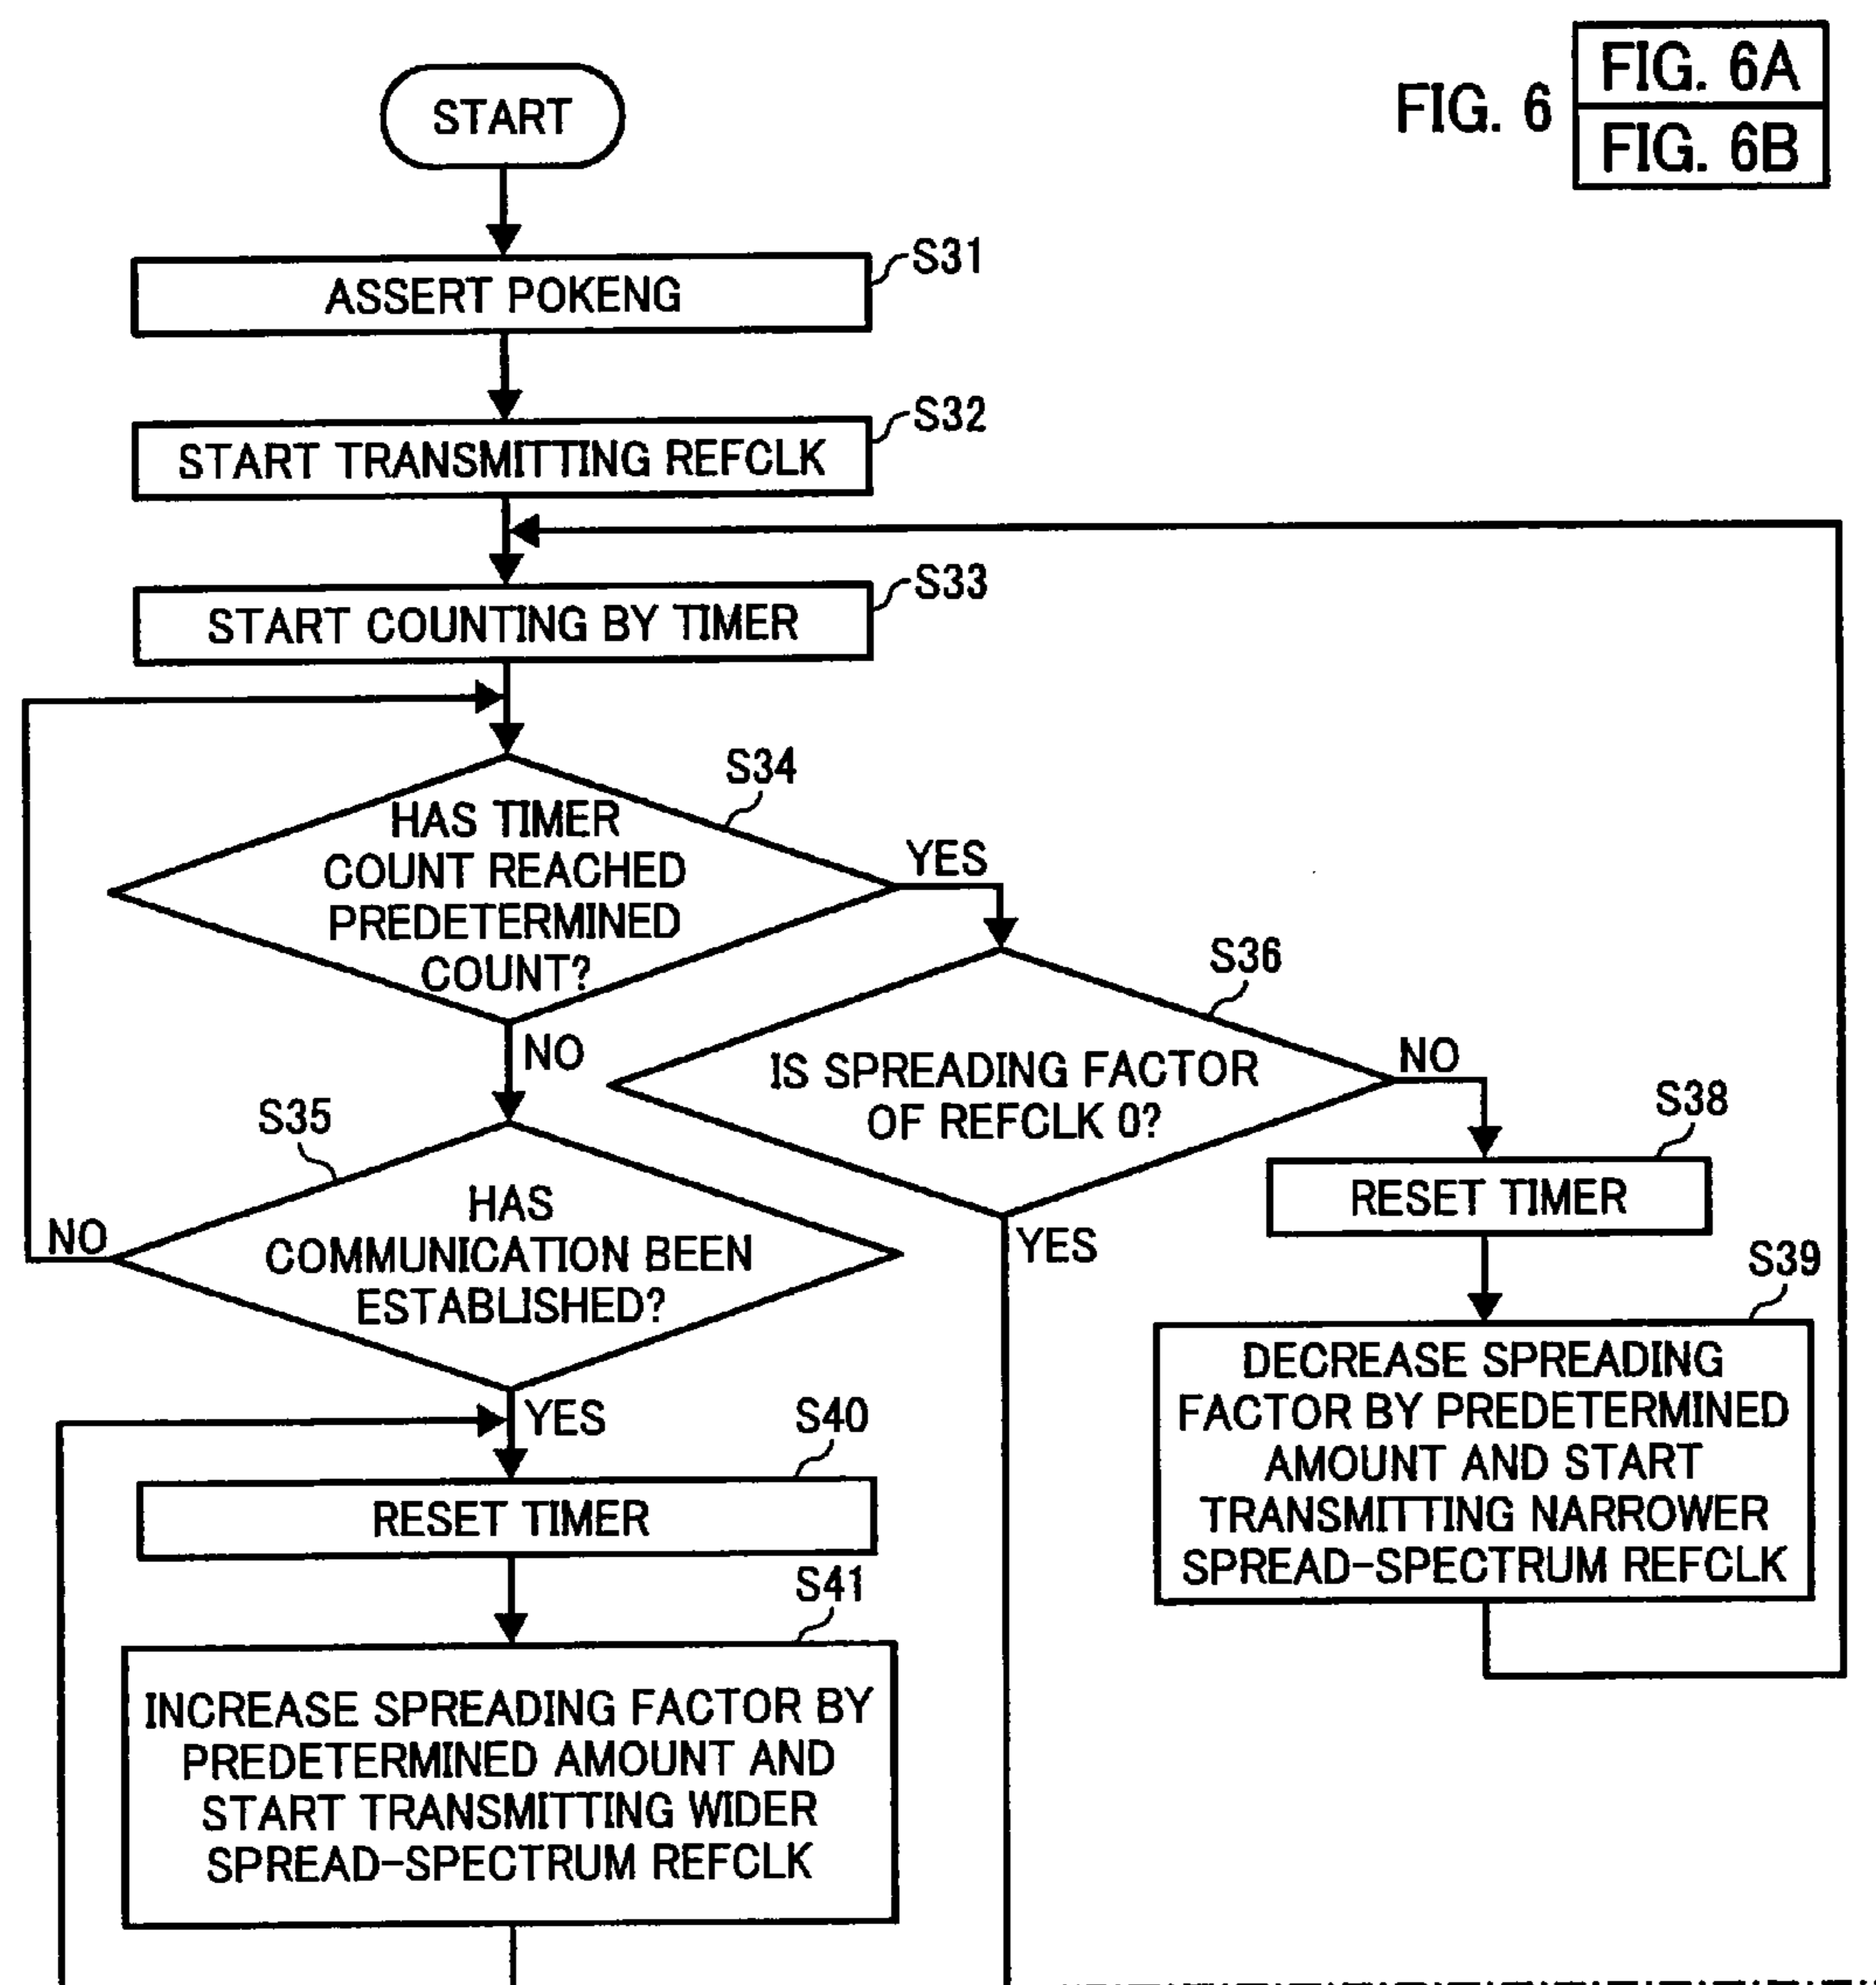 FIG. 6
FIG. 6A
FIG. 6B
START
ASSERT POKENG
S31
START TRANSMITTING REFCLK
S32
START COUNTING BY TIMER
S33
HAS TIMER
COUNT REACHED
PREDETERMINED
COUNT?
S34
YES
NO
IS SPREADING FACTOR
OF REFCLK 0?
S36
NO
YES
HAS
COMMUNICATION BEEN
ESTABLISHED?
S35
NO
YES
RESET TIMER
S38
DECREASE SPREADING
FACTOR BY PREDETERMINED
AMOUNT AND START
TRANSMITTING NARROWER
SPREAD-SPECTRUM REFCLK
S39
RESET TIMER
S40
INCREASE SPREADING FACTOR BY
PREDETERMINED AMOUNT AND
START TRANSMITTING WIDER
SPREAD-SPECTRUM REFCLK
S41